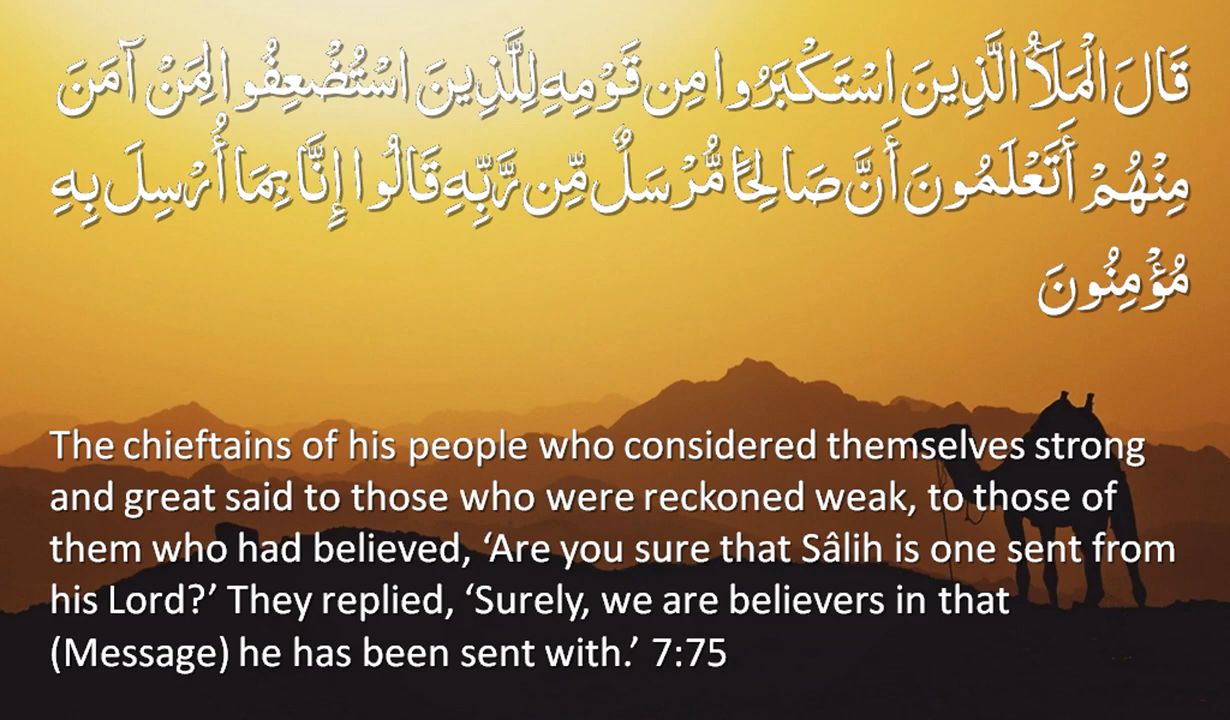 قَالَ الْمَلَأُ الَّذِينَ اسْتَكْبَرُوا مِن قَوْمِهِ لِلَّذِينَ اسْتُضْعِفُوا لِمَنْ آمَنَ
مِنْهُمْ أَتَعْلَمُونَ أَنَّ صَالِحًا مُّرْسَلٌ مِّن رَّبِّهِ قَالُوا إِنَّا بِمَا أُرْسِلَ بِهِ
مُؤْمِنُونَ
The chieftains of his people who considered themselves strong
and great said to those who were reckoned weak, to those of
them who had believed, ‘Are you sure that Sâlih is one sent from
his Lord?’ They replied, ‘Surely, we are believers in that
(Message) he has been sent with.’ 7:75